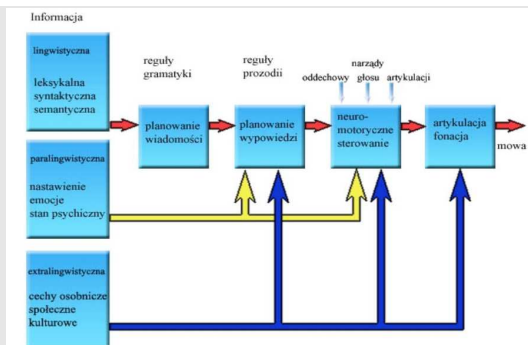 Informacja
lingwistyczna
leksykalna
syntaktyczna
semantyczna
paralingwistyczna
nastawienie
emocje
stan psychiczny
extralingwistyczna
cechy osobnicze
społeczne
kulturowe
reguły
gramatyki
planowanie
wiadomości
reguły
prozodii
planowanie
wypowiedzi
narządy
oddechowy głosu artykulacji
neuro-
motoryczne
sterowanie
artykulacja
fonacja
mowa